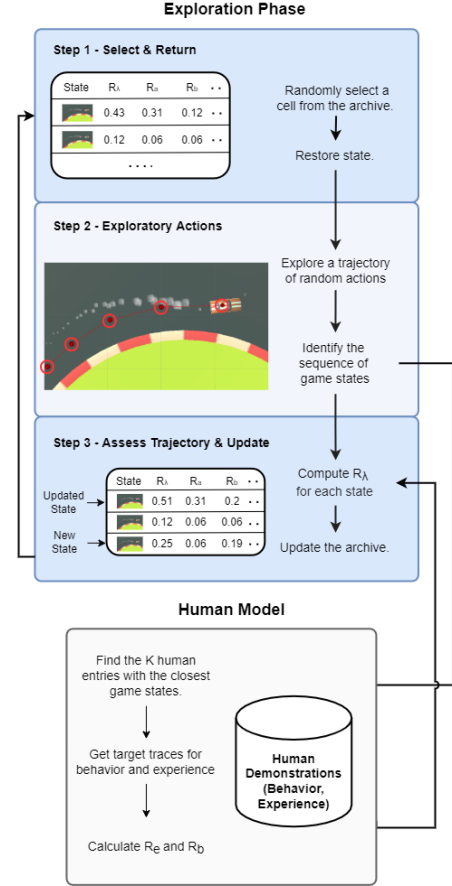 Exploration Phase
Step 1 - Select & Return
State Rλ Ra Rb ..
0.43 0.31 0.12 ..
0.12 0.06 0.06 ..
....
Randomly select a
cell from the archive.
Restore state.
Step 2 - Exploratory Actions
Explore a trajectory
of random actions
Identify the
sequence of
game states
Step 3 - Assess Trajectory & Update
State Rλ Ra Rb ..
Updated
State
0.51 0.31 0.2 ..
0.12 0.06 0.06 ..
New
State
0.25 0.06 0.19 ..
Compute Rλ
for each state
Update the archive.
Human Model
Find the K human
entries with the closest
game states.
Get target traces for
behavior and experience
Calculate Re and Rb
Human
Demonstrations
(Behavior,
Experience)